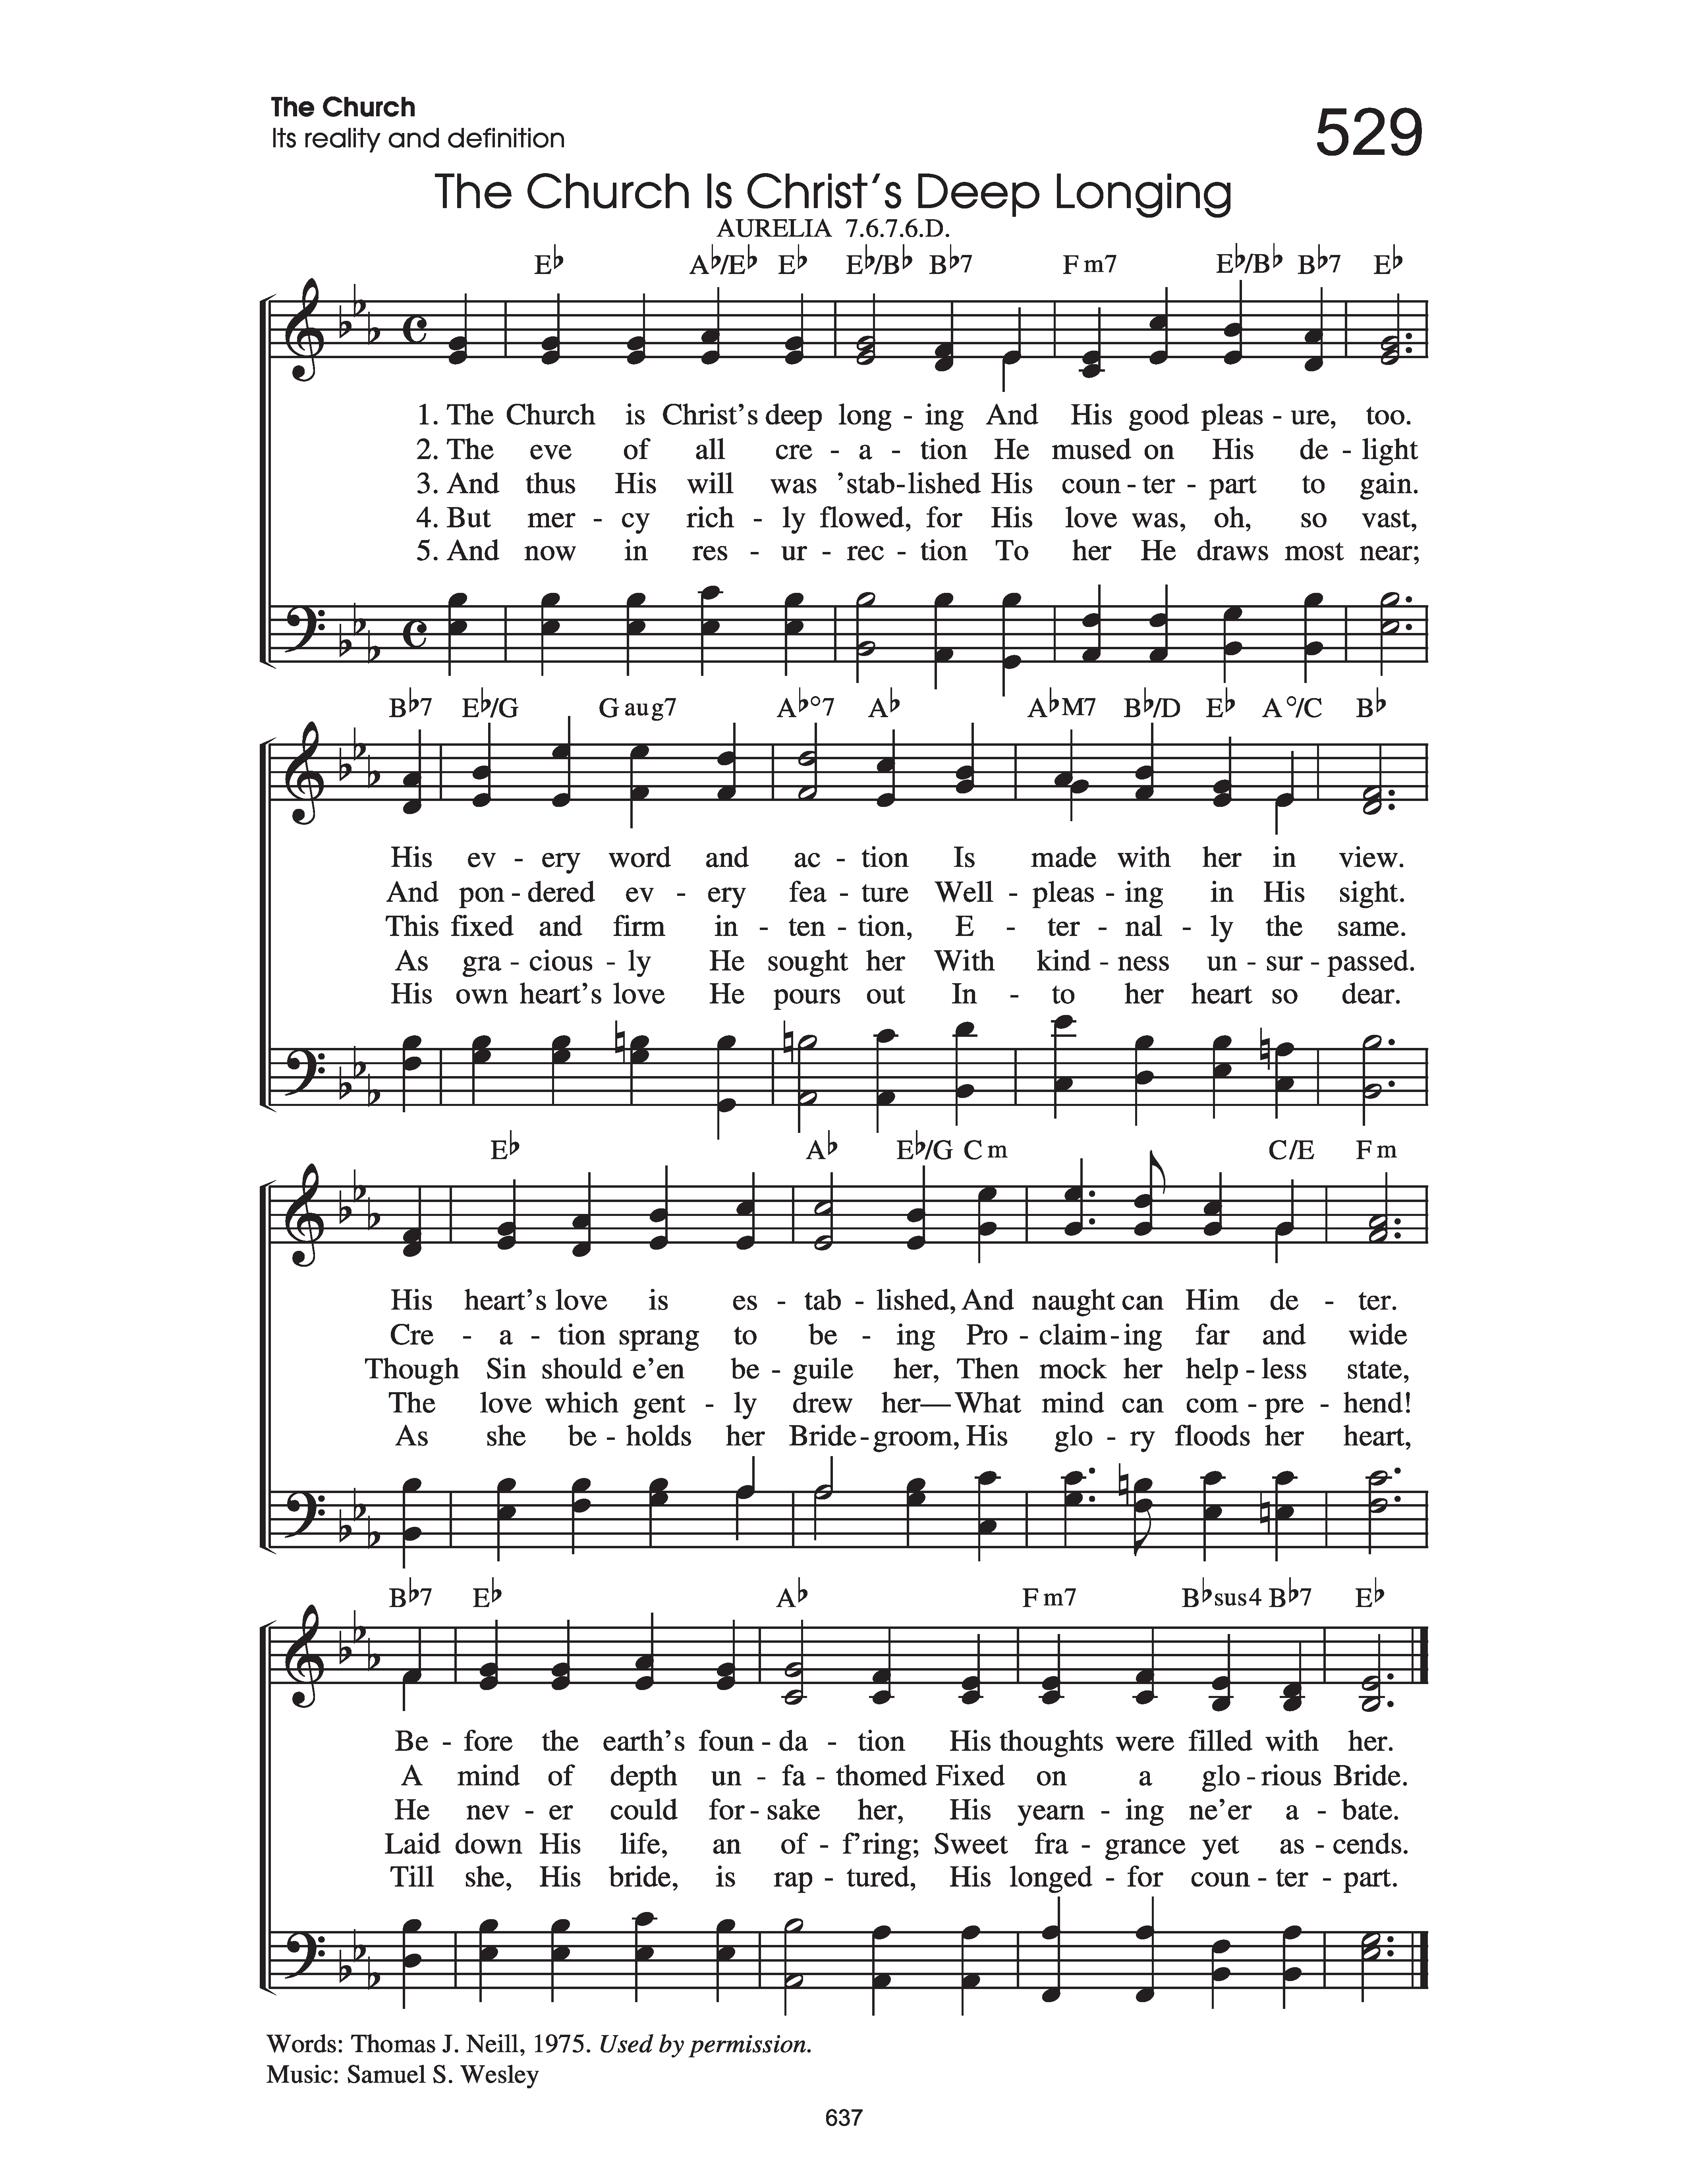 The Church
529
Its reality and definition
The Church Is Christ's Deep Longing
AURELIA 7.6.7.6.D.
E♭ A♭/E♭ E♭ E♭/B♭ B♭7 F m7 E♭/B♭ B♭7 E♭
1. The Church is Christ's deep long - ing And His good pleas - ure, too.
2. The eve of all cre - a - tion He mused on His de - light
3. And thus His will was 'stab - lished His coun - ter - part to gain.
4. But mer - cy rich - ly flowed, for His love was, oh, so vast,
5. And now in res - ur - rec - tion To her He draws most near;
B♭7 E♭/G G aug7 A♭°7 A♭ A♭M7 B♭/D E♭ A°/C B♭
His ev - ery word and ac - tion Is made with her in view.
And pon - dered ev - ery fea - ture Well - pleas - ing in His sight.
This fixed and firm in - ten - tion, E - ter - nal - ly the same.
As gra - cious - ly He sought her With kind - ness un - sur - passed.
His own heart's love He pours out In - to her heart so dear.
E♭ A♭ E♭/G C m C/E F m
His heart's love is es - tab - lished, And naught can Him de - ter.
Cre - a - tion sprang to be - ing Pro - claim - ing far and wide
Though Sin should e'en be - guile her, Then mock her help - less state,
The love which gent - ly drew her— What mind can com - pre - hend!
As she be - holds her Bride - groom, His glo - ry floods her heart,
B♭7 E♭ A♭ F m7 B♭sus4 B♭7 E♭
Be - fore the earth's foun - da - tion His thoughts were filled with her.
A mind of depth un - fa - thomed Fixed on a glo - rious Bride.
He nev - er could for - sake her, His yearn - ing ne'er a - bate.
Laid down His life, an of - f'ring; Sweet fra - grance yet as - cends.
Till she, His bride, is rap - tured, His longed - for coun - ter - part.
Words: Thomas J. Neill, 1975. Used by permission.
Music: Samuel S. Wesley
637